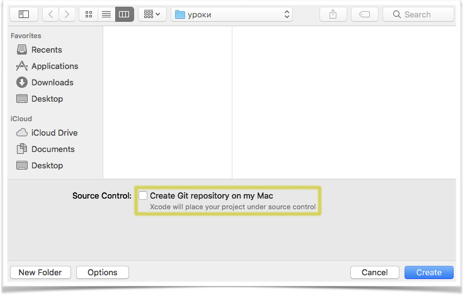 уроки
Search
Favorites
Recents
Applications
Downloads
Desktop
iCloud
iCloud Drive
Documents
Desktop
Source Control: Create Git repository on my Mac
Xcode will place your project under source control
New Folder Options Cancel Create